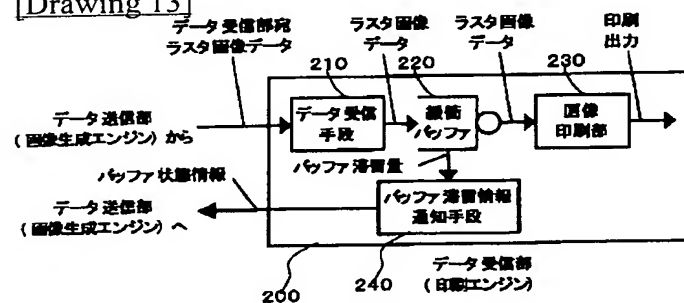 [Drawing 13]
データ受信部宛
ラスタ画像データ
ラスタ画像
データ
ラスタ画像
データ
印刷
出力
210
220
230
データ送信部
(画像生成エンジン)から
データ受信
手段
緩衝
バッファ
画像
印刷部
バッファ溜留量
バッファ状態情報
データ送信部
(画像生成エンジン)へ
バッファ溜留情報
通知手段
200
240
データ受信部
(印刷エンジン)